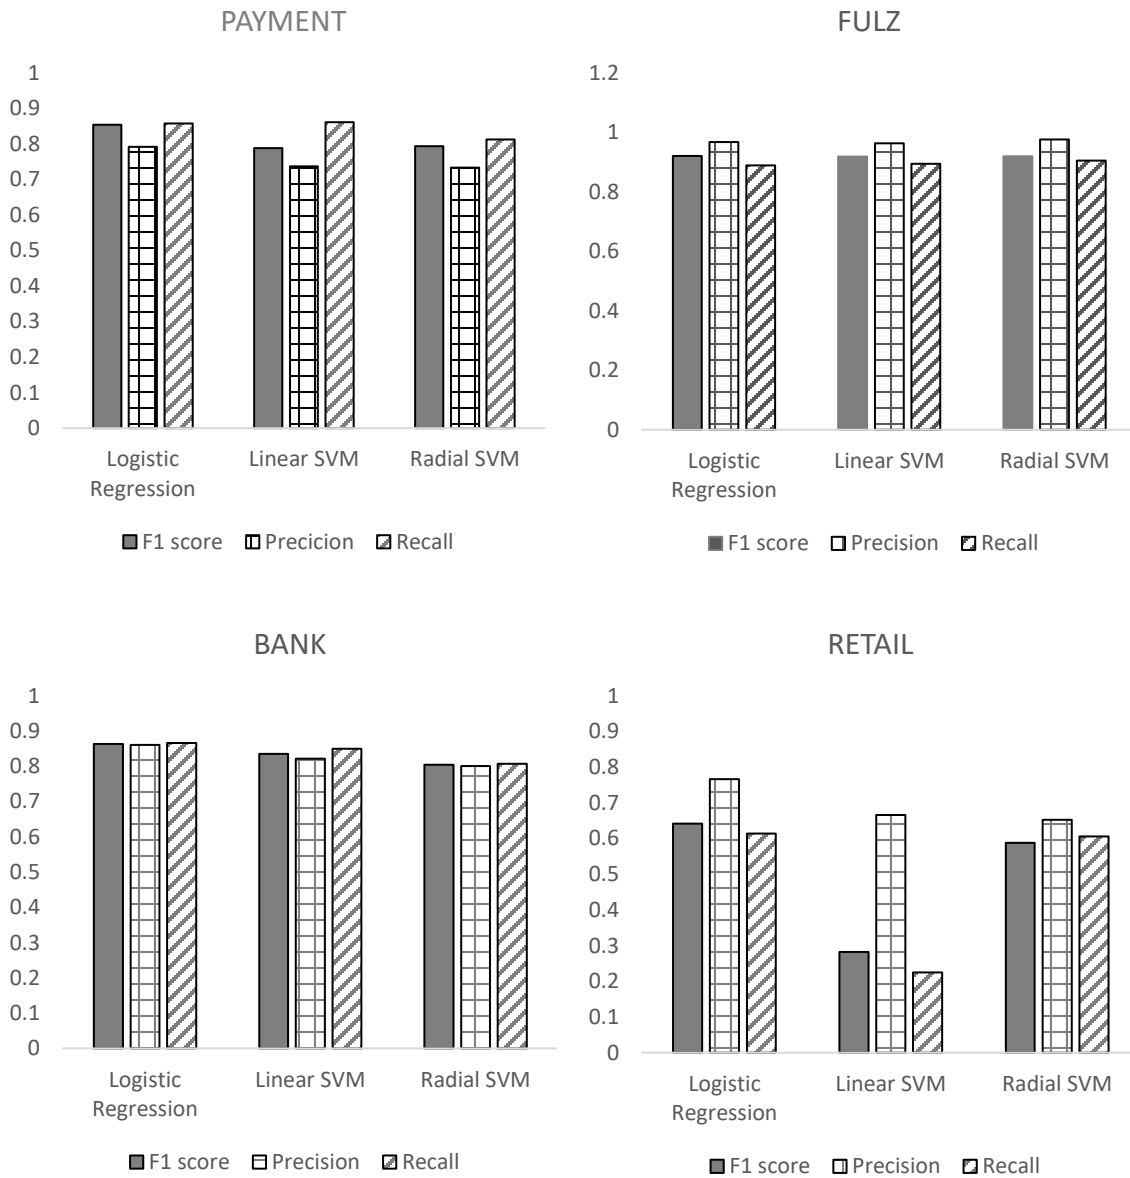 PAYMENT
1
0.9
0.8
0.7
0.6
0.5
0.4
0.3
0.2
0.1
0
Logistic
Regression
Linear SVM
Radial SVM
F1 score Precicion Recall
FULZ
1.2
1
0.8
0.6
0.4
0.2
0
Logistic
Regression
Linear SVM
Radial SVM
F1 score Precision Recall
BANK
1
0.9
0.8
0.7
0.6
0.5
0.4
0.3
0.2
0.1
0
Logistic
Regression
Linear SVM
Radial SVM
F1 score Precision Recall
RETAIL
1
0.9
0.8
0.7
0.6
0.5
0.4
0.3
0.2
0.1
0
Logistic
Regression
Linear SVM
Radial SVM
F1 score Precision Recall